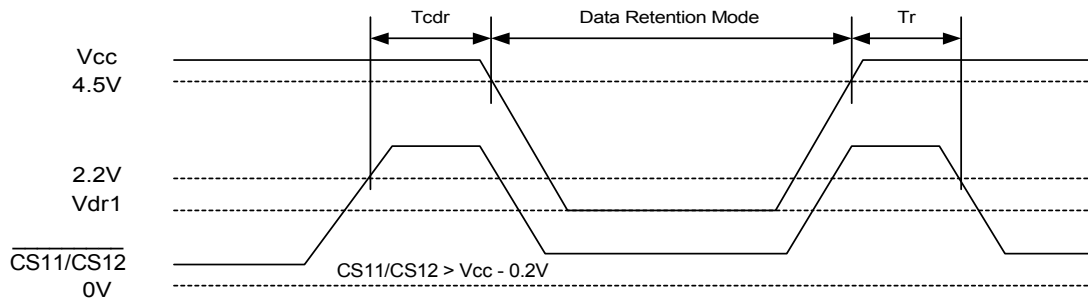 Tcdr
Data Retention Mode
Tr
Vcc
4.5V
2.2V
Vdr1
CS11/CS12
CS11/CS12 > Vcc - 0.2V
0V